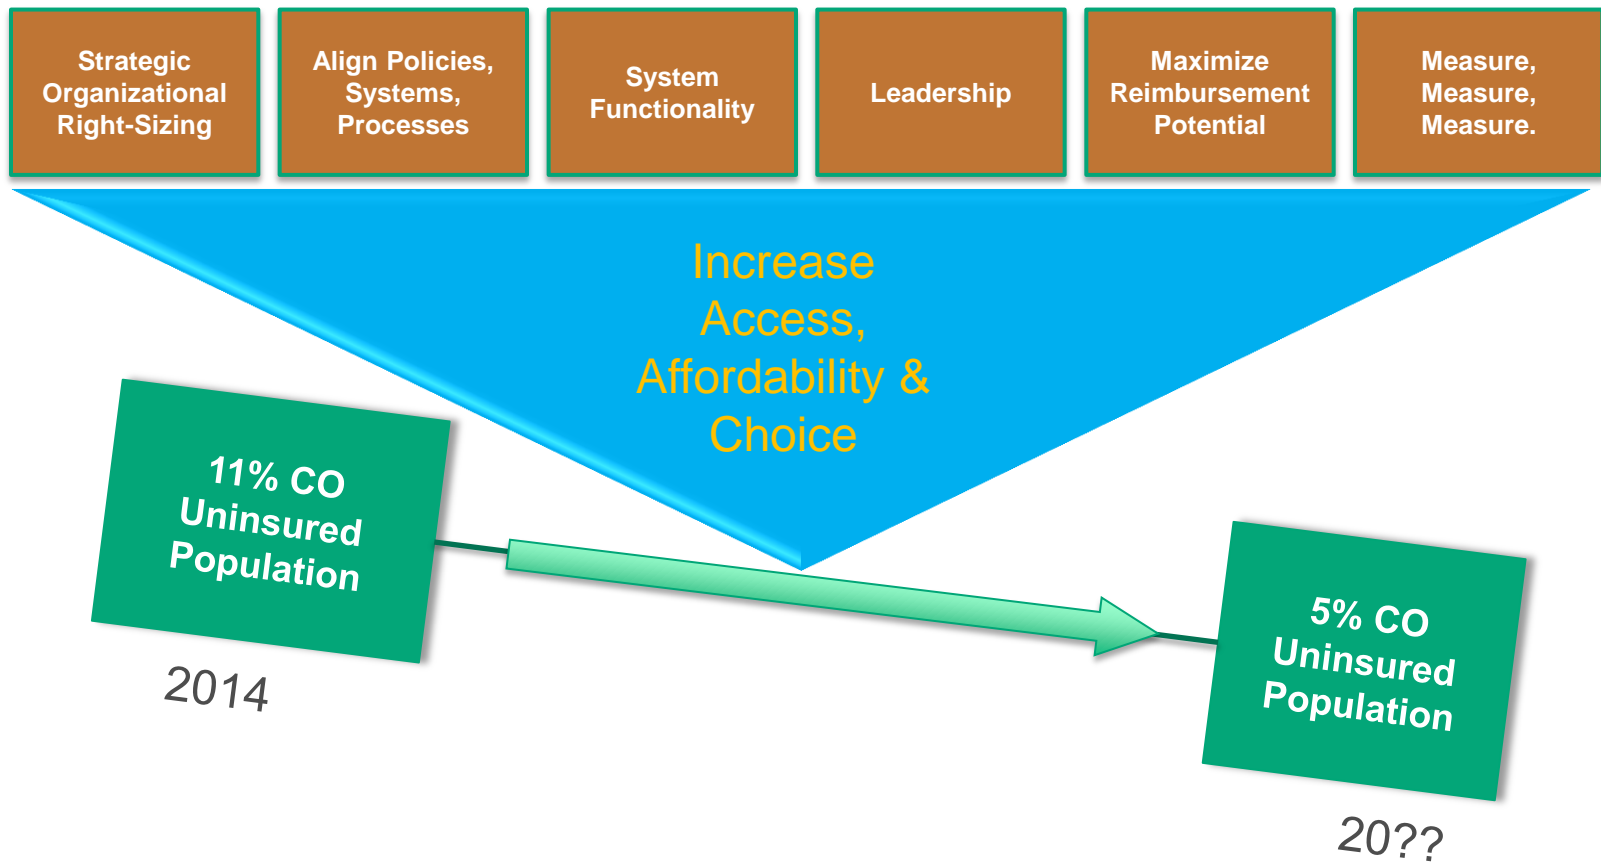 Strategic
Organizational
Right-Sizing
Align Policies,
Systems,
Processes
System
Functionality
Leadership
Maximize
Reimbursement
Potential
Measure,
Measure,
Measure.
Increase
Access,
Affordability &
Choice
11% CO
Uninsured
Population
2014
5% CO
Uninsured
Population
20??